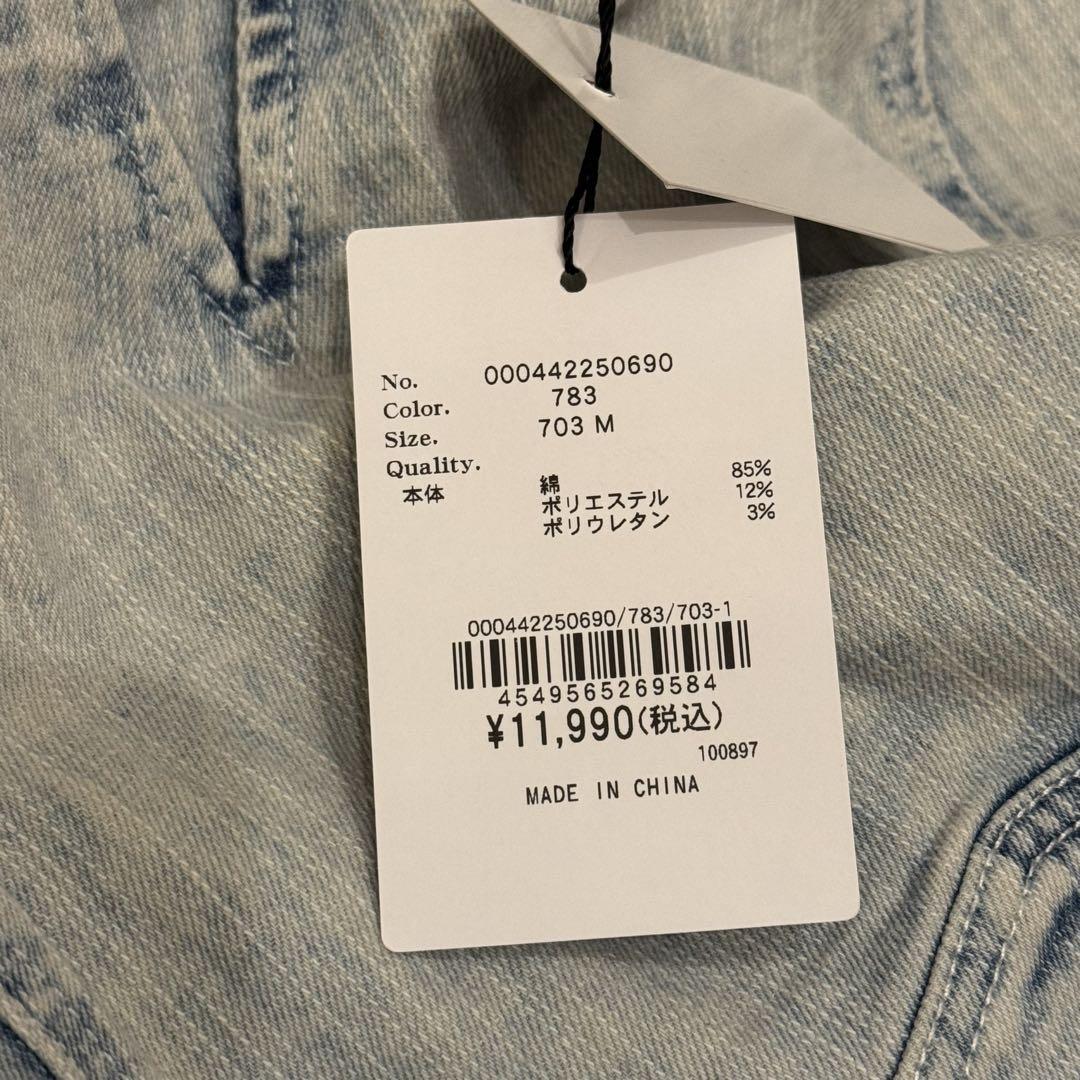 No. 000442250690
Color. 783
Size. 703 M
Quality.
本体 綿 85%
ポリエステル 12%
ポリウレタン 3%
000442250690/783/703-1
4549565269584
¥11,990(税込)
100897
MADE IN CHINA